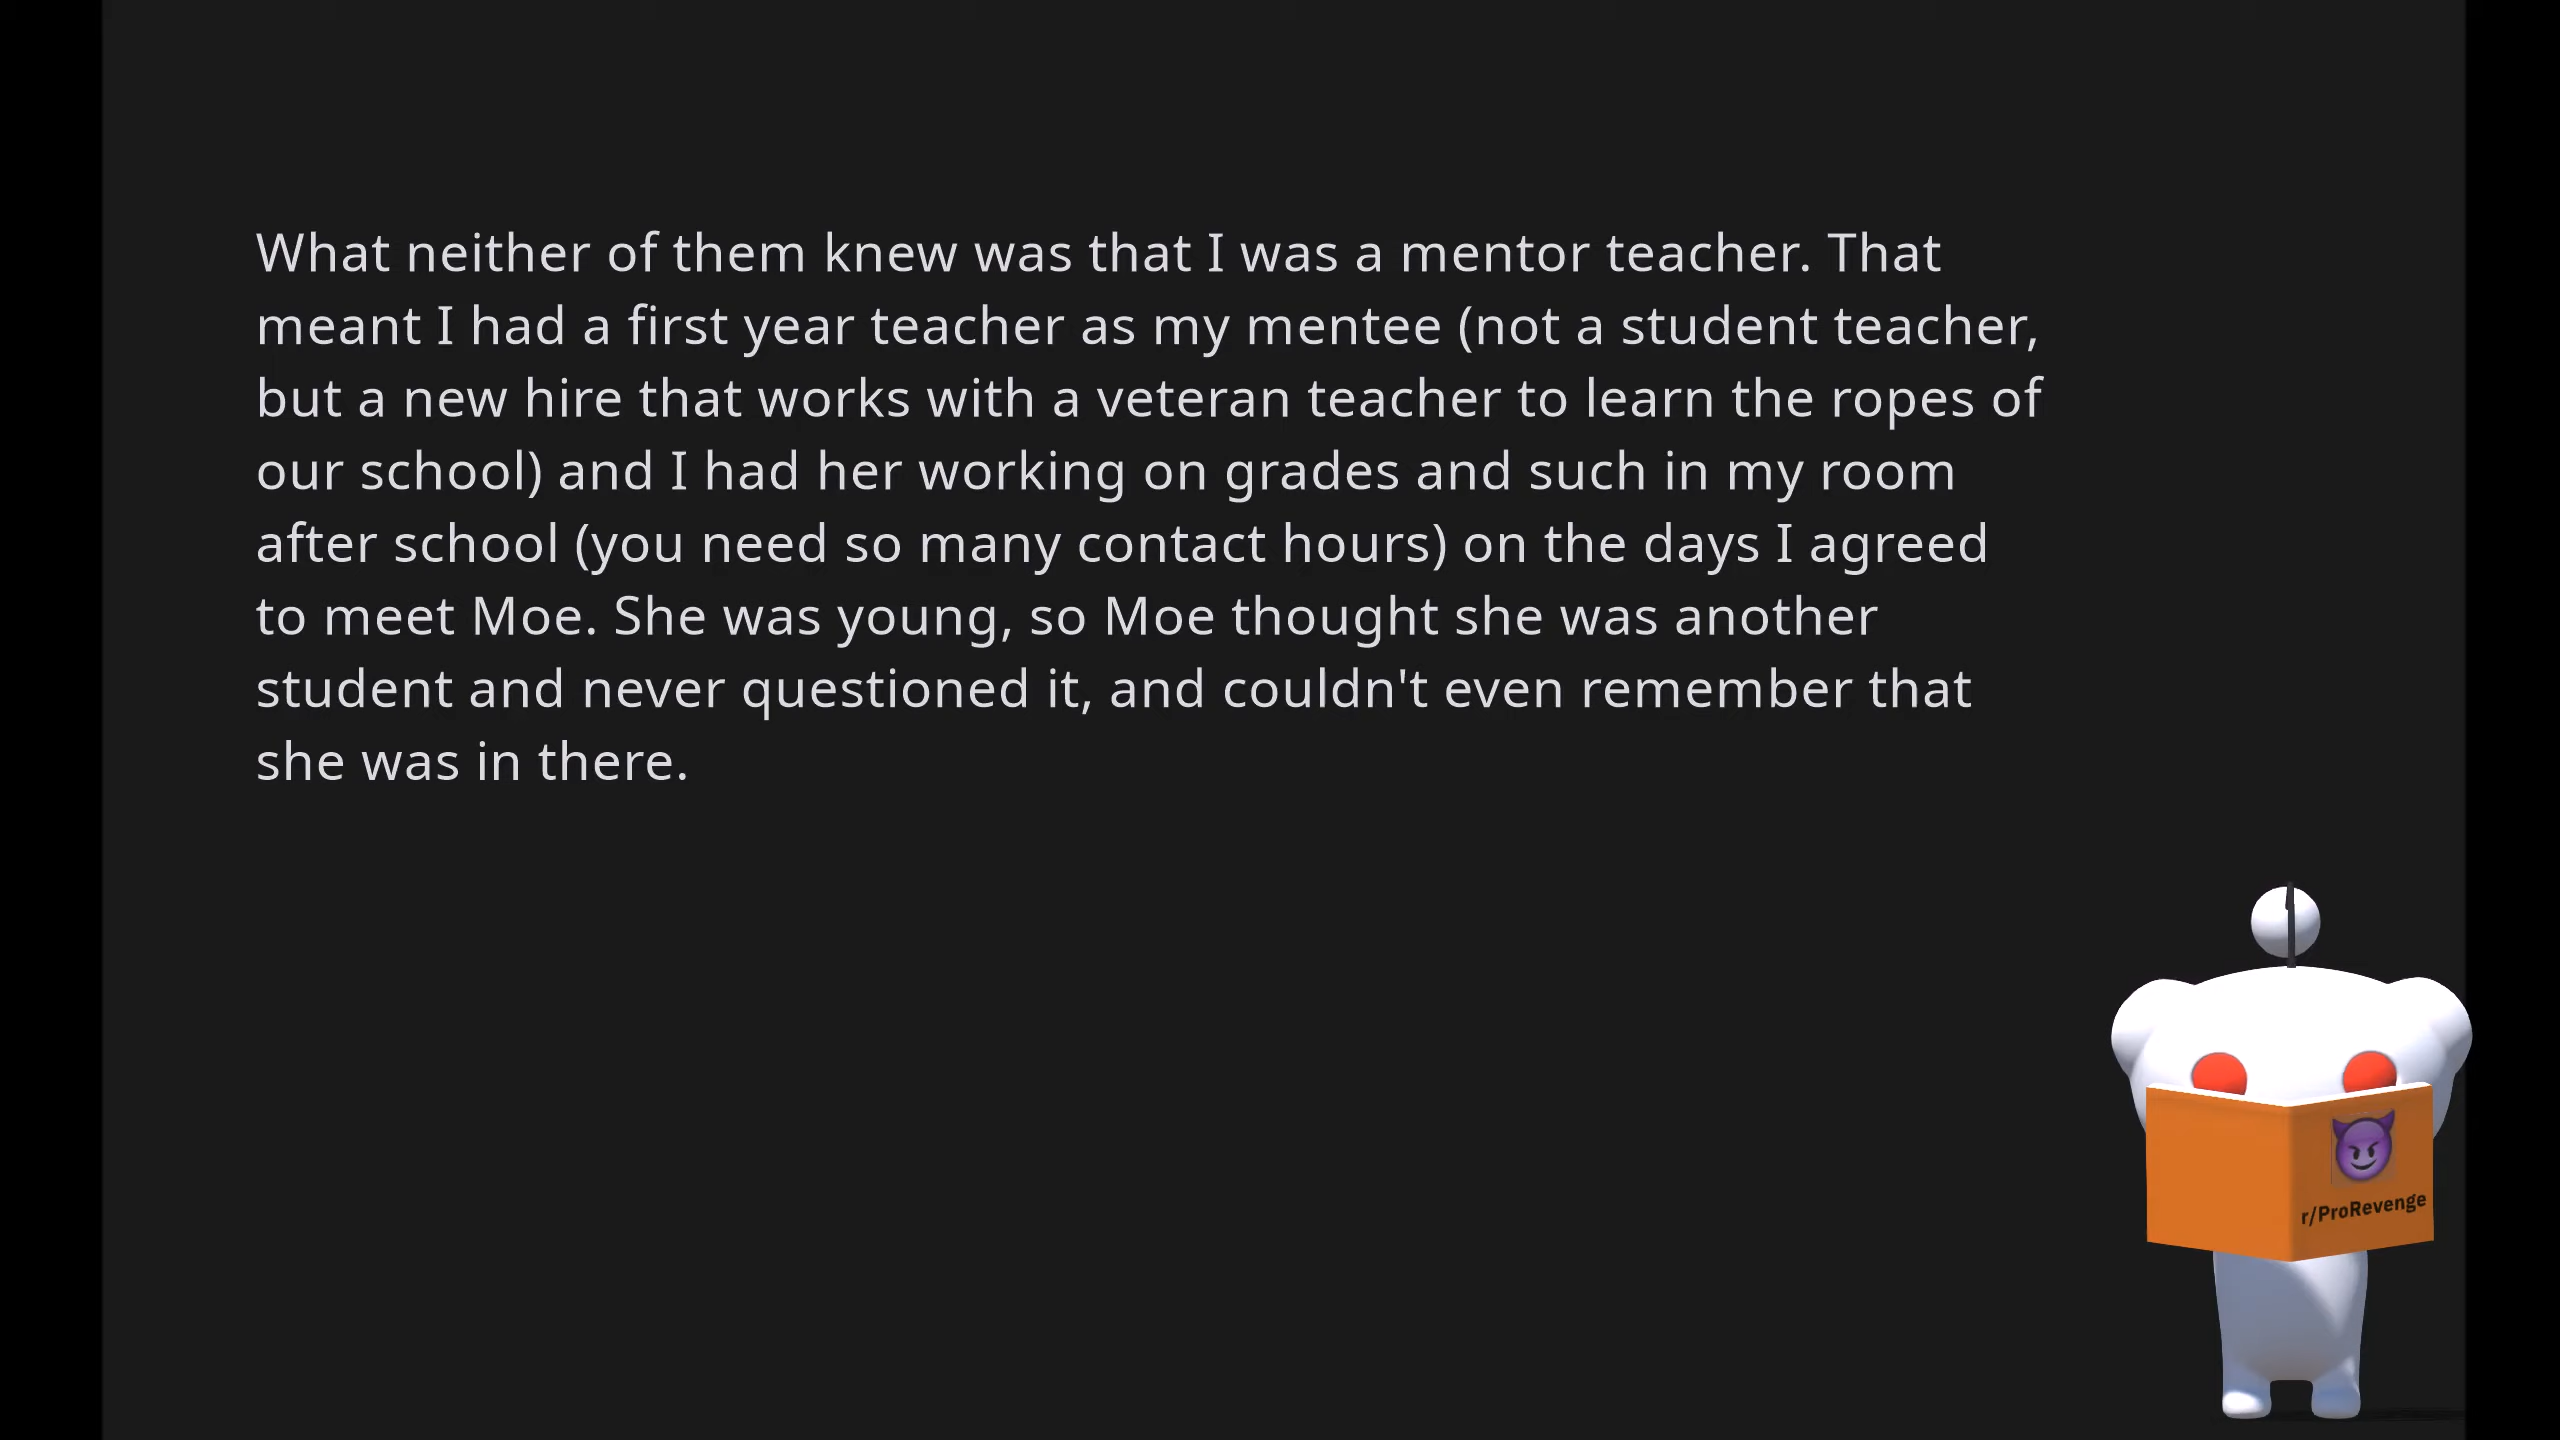 What neither of them knew was that I was a mentor teacher. That
meant I had a first year teacher as my mentee (not a student teacher,
but a new hire that works with a veteran teacher to learn the ropes of
our school) and I had her working on grades and such in my room
after school (you need so many contact hours) on the days I agreed
to meet Moe. She was young, so Moe thought she was another
student and never questioned it, and couldn't even remember that
she was in there.
r/ProRevenge